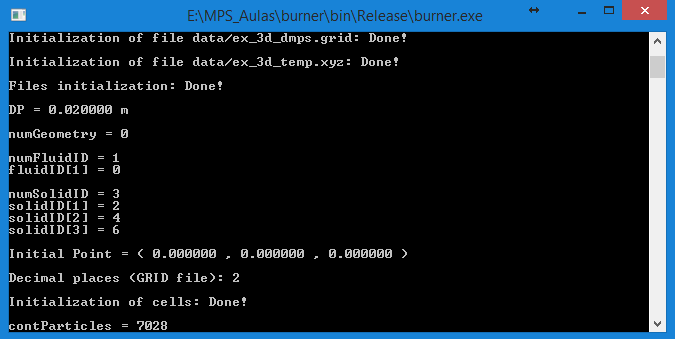 E:\MPS_Aulas\burner\bin\Release\burner.exe
Initialization of file data/ex_3d_dmps.grid: Done!
Initialization of file data/ex_3d_temp.xyz: Done!
Files initialization: Done!
DP = 0.020000 m
numGeometry = 0
numFluidID = 1
fluidID[1] = 0
numSolidID = 3
solidID[1] = 2
solidID[2] = 4
solidID[3] = 6
Initial Point = ( 0.000000 , 0.000000 , 0.000000 )
Decimal places (GRID file): 2
Initialization of cells: Done!
contParticles = 7028